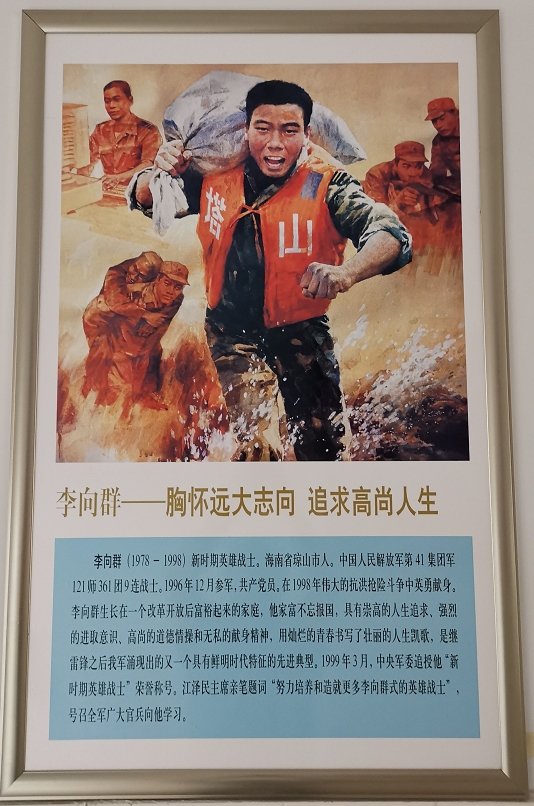 塔山
李向群——胸怀远大志向 追求高尚人生
李向群(1978 - 1998)新时期英雄战士。海南省琼山市人。中国人民解放军第41集团军
121师361团9连战士。1996年12月参军,共产党员。在1998年伟大的抗洪抢险斗争中英勇献身。
李向群生长在一个改革开放后富裕起来的家庭,他家富不忘报国,具有崇高的人生追求、强烈
的进取意识、高尚的道德情操和无私的献身精神,用灿烂的青春书写了壮丽的人生凯歌,是继
雷锋之后我军涌现出的又一个具有鲜明时代特征的先进典型。1999年3月,中央军委追授他“新
时期英雄战士”荣誉称号。江泽民主席亲笔题词“努力培养和造就更多李向群式的英雄战士”,
号召全军广大官兵向他学习。